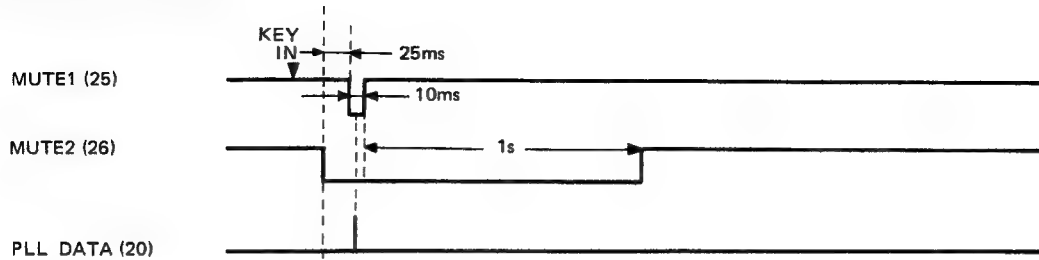 KEY
IN
25ms
MUTE1 (25)
10ms
MUTE2 (26)
1s
PLL DATA (20)